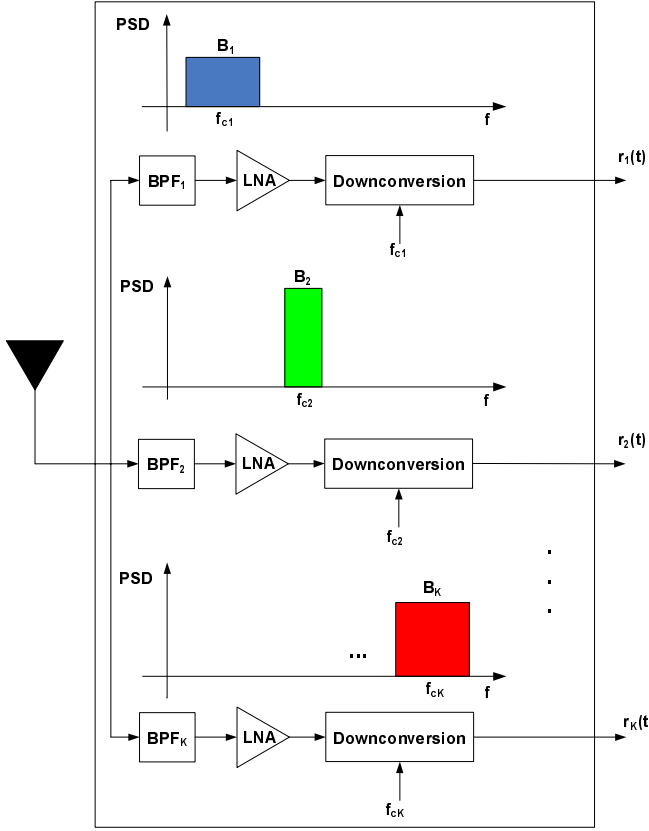 PSD
B1
fc1 f
BPF1 LNA Downconversion r1(t)
fc1
PSD
B2
fc2 f
BPF2 LNA Downconversion r2(t)
fc2
.
.
.
PSD
BK
...
fcK f
BPFK LNA Downconversion rK(t
fcK